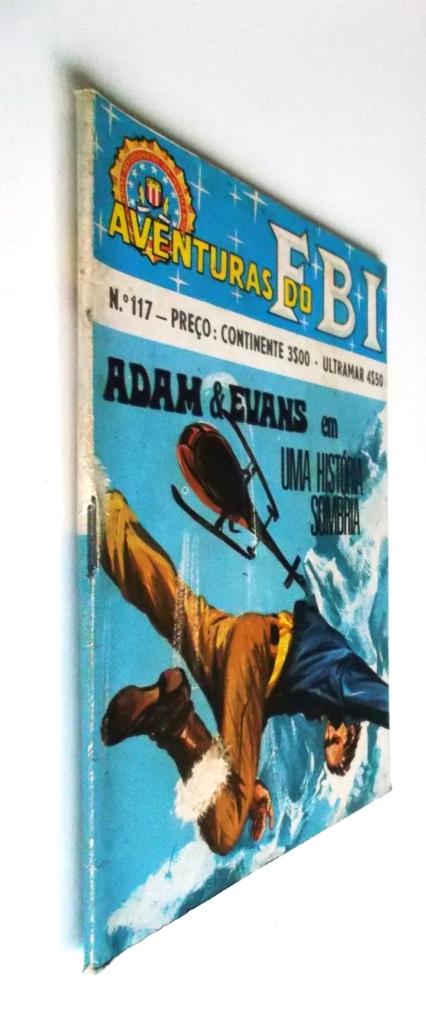 AVENTURAS DO FBI
N.º 117 — PREÇO: CONTINENTE 3$00 · ULTRAMAR 4$50
ADAM & EVANS em
UMA HISTÓRIA
SOMBRIA